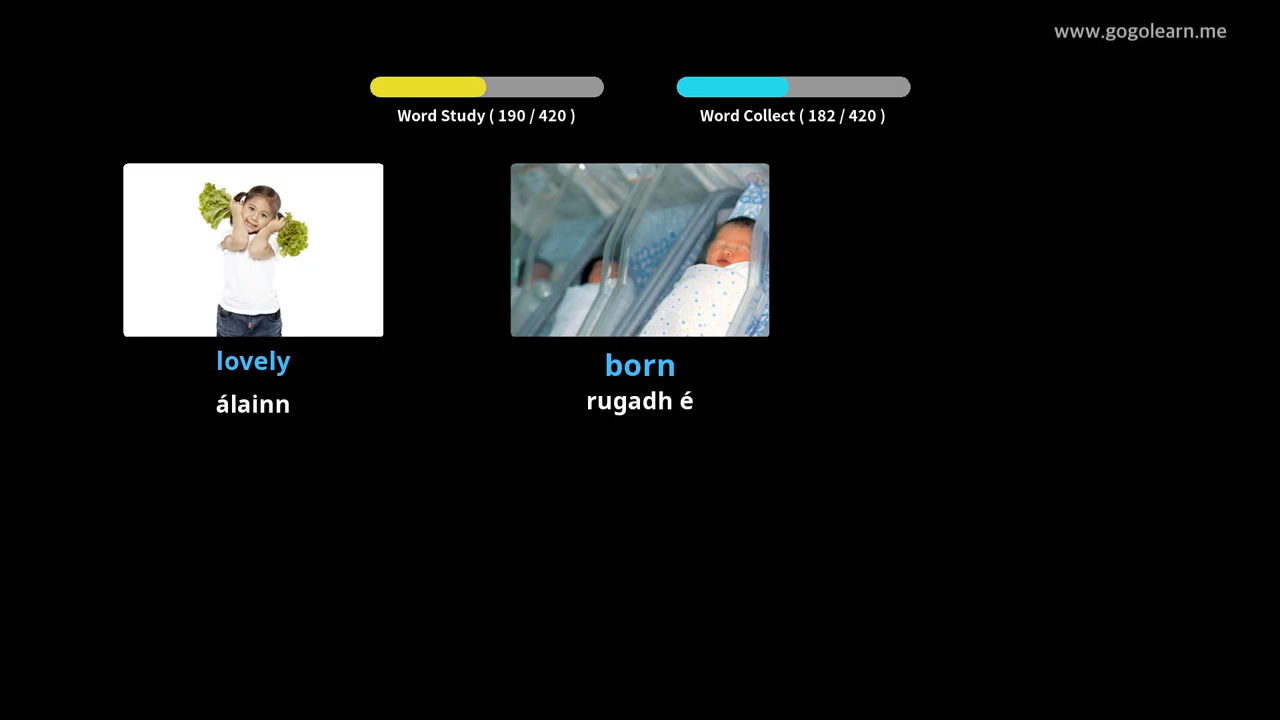 www.gogolearn.me
Word Study ( 190 / 420 )
Word Collect ( 182 / 420 )
lovely
álainn
born
rugadh é